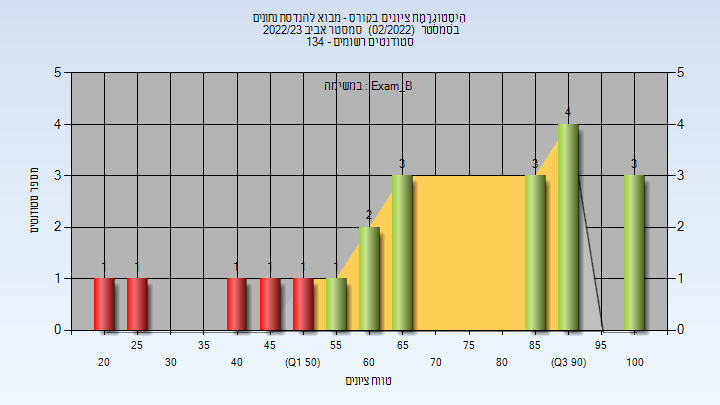 היסטוגרמת ציונים בקורס - מבוא להנדסת נתונים
בסמסטר (02/2022) סמסטר אביב 2022/23
סטודנטים רשומים - 134
במשימה : Exam_B
מספר סטודנטים
5
4
3
2
1
0
5
4
3
2
1
0
1 1 1 1 1 1 2 3 3 4 3
25 35 45 55 65 75 85 95
20 30 40 (Q1 50) 60 70 80 (Q3 90) 100
טווח ציונים